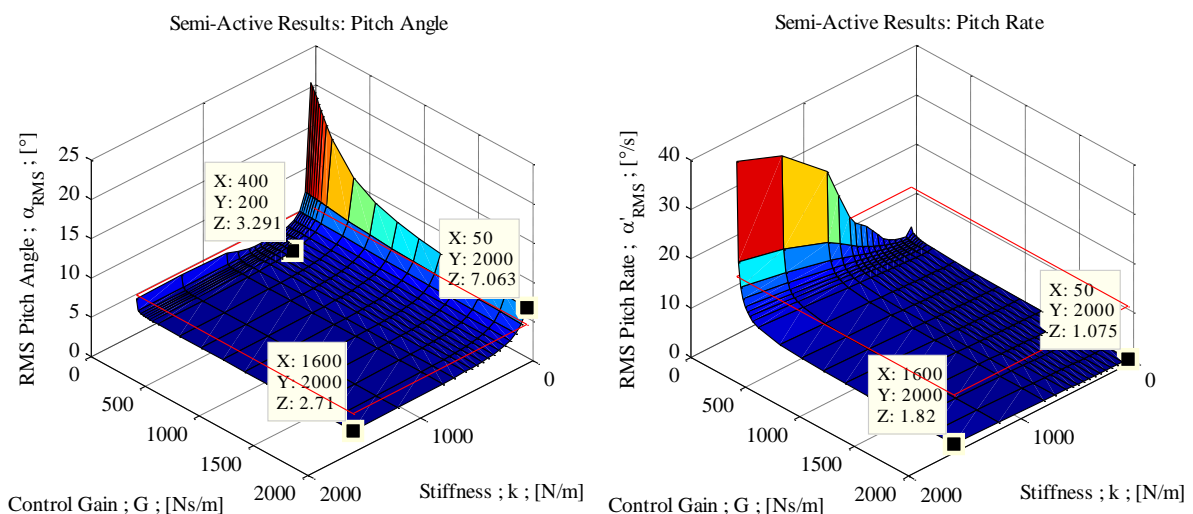 Semi-Active Results: Pitch Angle
RMS Pitch Angle ; α_RMS ; [°]
25
20
15
10
5
0
X: 400
Y: 200
Z: 3.291
X: 50
Y: 2000
Z: 7.063
X: 1600
Y: 2000
Z: 2.71
0
500
1000
1500
2000
2000
1000
0
Control Gain ; G ; [Ns/m]
Stiffness ; k ; [N/m]
Semi-Active Results: Pitch Rate
RMS Pitch Rate ; α'_RMS ; [°/s]
40
30
20
10
0
X: 50
Y: 2000
Z: 1.075
X: 1600
Y: 2000
Z: 1.82
0
500
1000
1500
2000
2000
1000
0
Control Gain ; G ; [Ns/m]
Stiffness ; k ; [N/m]